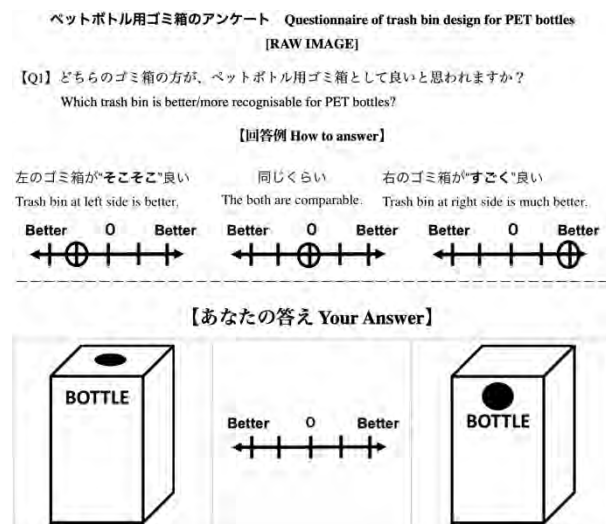 ペットボトル用ゴミ箱のアンケート Questionnaire of trash bin design for PET bottles
[RAW IMAGE]
【Q1】どちらのゴミ箱の方が、ペットボトル用ゴミ箱として良いと思われますか？
Which trash bin is better/more recognisable for PET bottles?
【回答例 How to answer】
左のゴミ箱が“そこそこ”良い
Trash bin at left side is better.
同じくらい
The both are comparable.
右のゴミ箱が“すごく”良い
Trash bin at right side is much better.
Better 0 Better
Better 0 Better
Better 0 Better
【あなたの答え Your Answer】
BOTTLE
Better 0 Better
BOTTLE